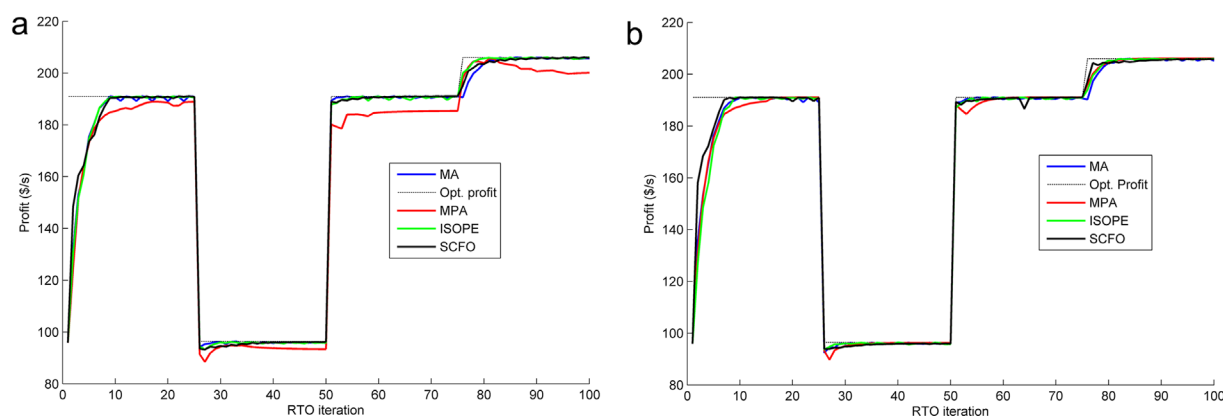 a
Profit ($/s)
220
200
180
160
140
120
100
80
0
10
20
30
40
50
60
70
80
90
100
RTO iteration
MA
Opt. profit
MPA
ISOPE
SCFO
b
Profit ($/s)
220
200
180
160
140
120
100
80
0
10
20
30
40
50
60
70
80
90
100
RTO iteration
MA
Opt. Profit
MPA
ISOPE
SCFO